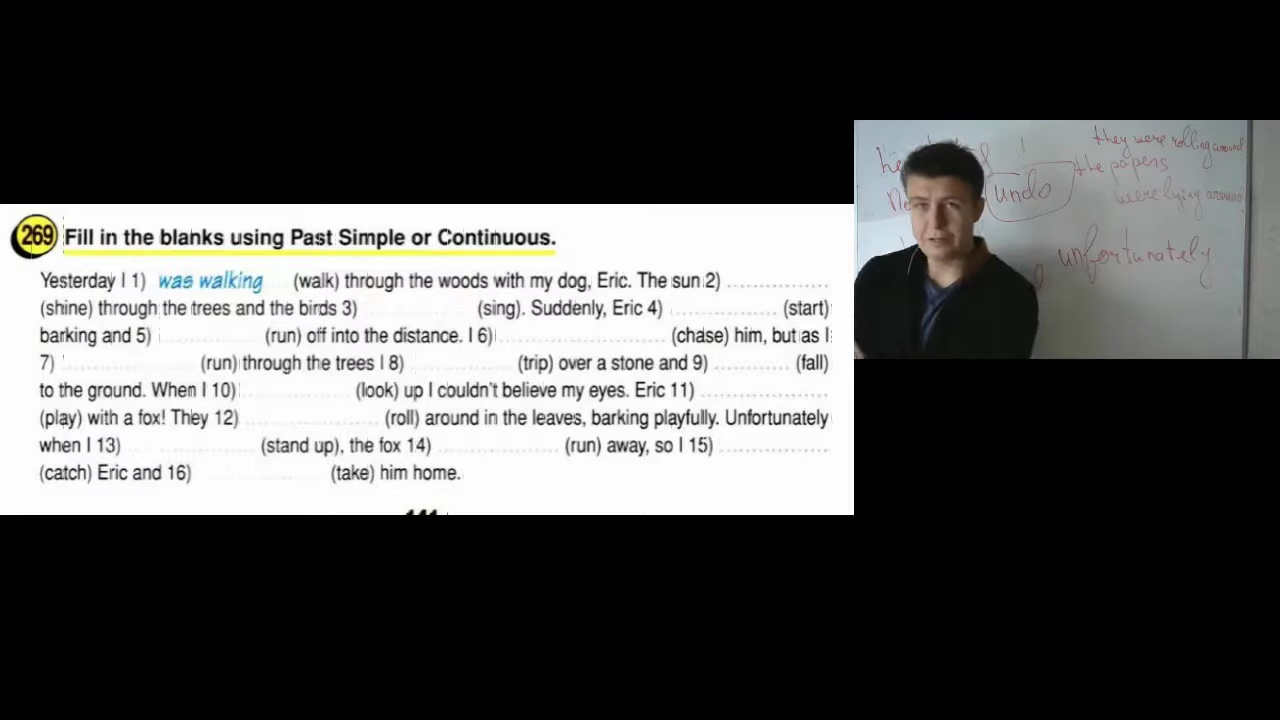 269 Fill in the blanks using Past Simple or Continuous.
Yesterday I 1) was walking (walk) through the woods with my dog, Eric. The sun 2) ..................
(shine) through the trees and the birds 3) .................. (sing). Suddenly, Eric 4) .................. (start)
barking and 5) .................. (run) off into the distance. I 6) .................. (chase) him, but as I
7) .................. (run) through the trees I 8) .................. (trip) over a stone and 9) .................. (fall)
to the ground. When I 10) .................. (look) up I couldn't believe my eyes. Eric 11) ..................
(play) with a fox! They 12) .................. (roll) around in the leaves, barking playfully. Unfortunately
when I 13) .................. (stand up), the fox 14) .................. (run) away, so I 15) ..................
(catch) Eric and 16) .................. (take) him home.
they were rolling around
the papers
undo
were lying around
unfortunately